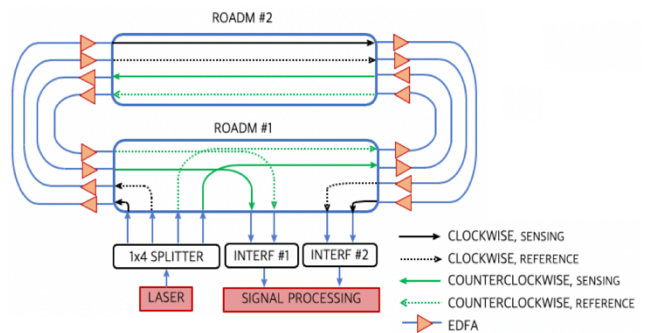 ROADM #2
ROADM #1
1x4 SPLITTER
INTERF #1
INTERF #2
LASER
SIGNAL PROCESSING
CLOCKWISE, SENSING
CLOCKWISE, REFERENCE
COUNTERCLOCKWISE, SENSING
COUNTERCLOCKWISE, REFERENCE
EDFA